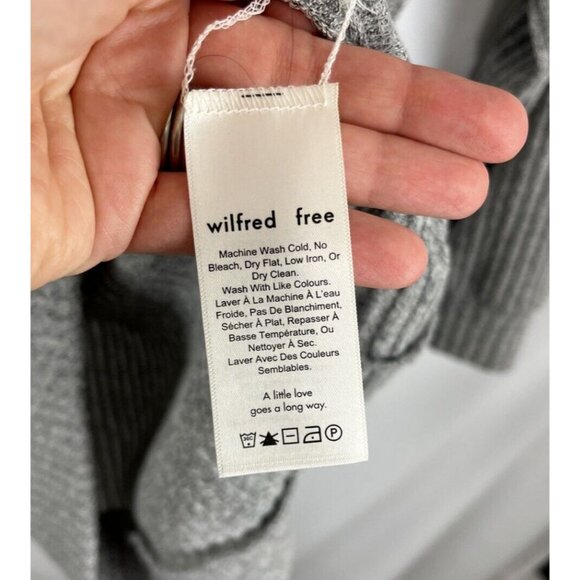 wilfred free
Machine Wash Cold, No
Bleach, Dry Flat, Low Iron, Or
Dry Clean.
Wash With Like Colours.
Laver À La Machine À L'eau
Froide, Pas De Blanchiment,
Sécher À Plat, Repasser À
Basse Température, Ou
Nettoyer À Sec.
Laver Avec Des Couleurs
Semblables.
A little love
goes a long way.
30C P